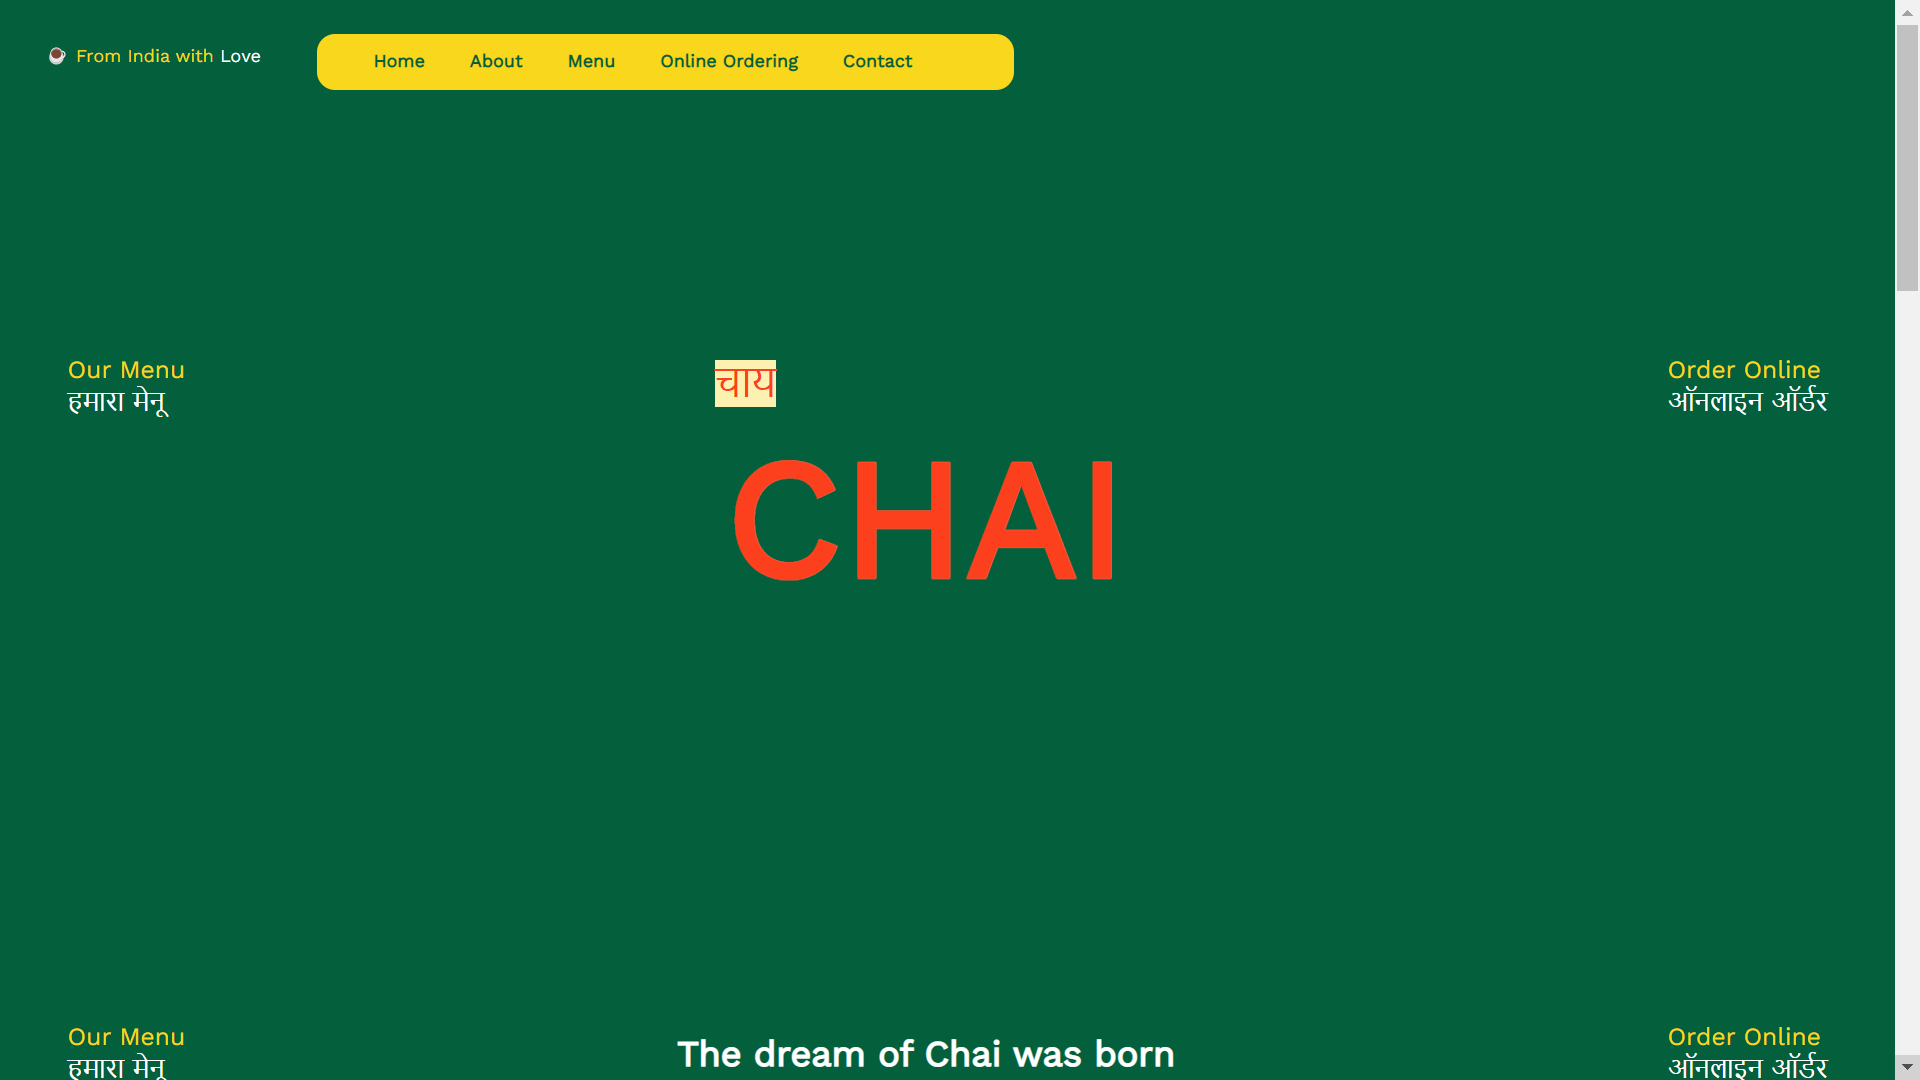 From India with Love
Home About Menu Online Ordering Contact
Our Menu
हमारा मेनू
चाय
CHAI
Order Online
ऑनलाइन ऑर्डर
Our Menu
हमारा मेनू
The dream of Chai was born
Order Online
ऑनलाइन ऑर्डर